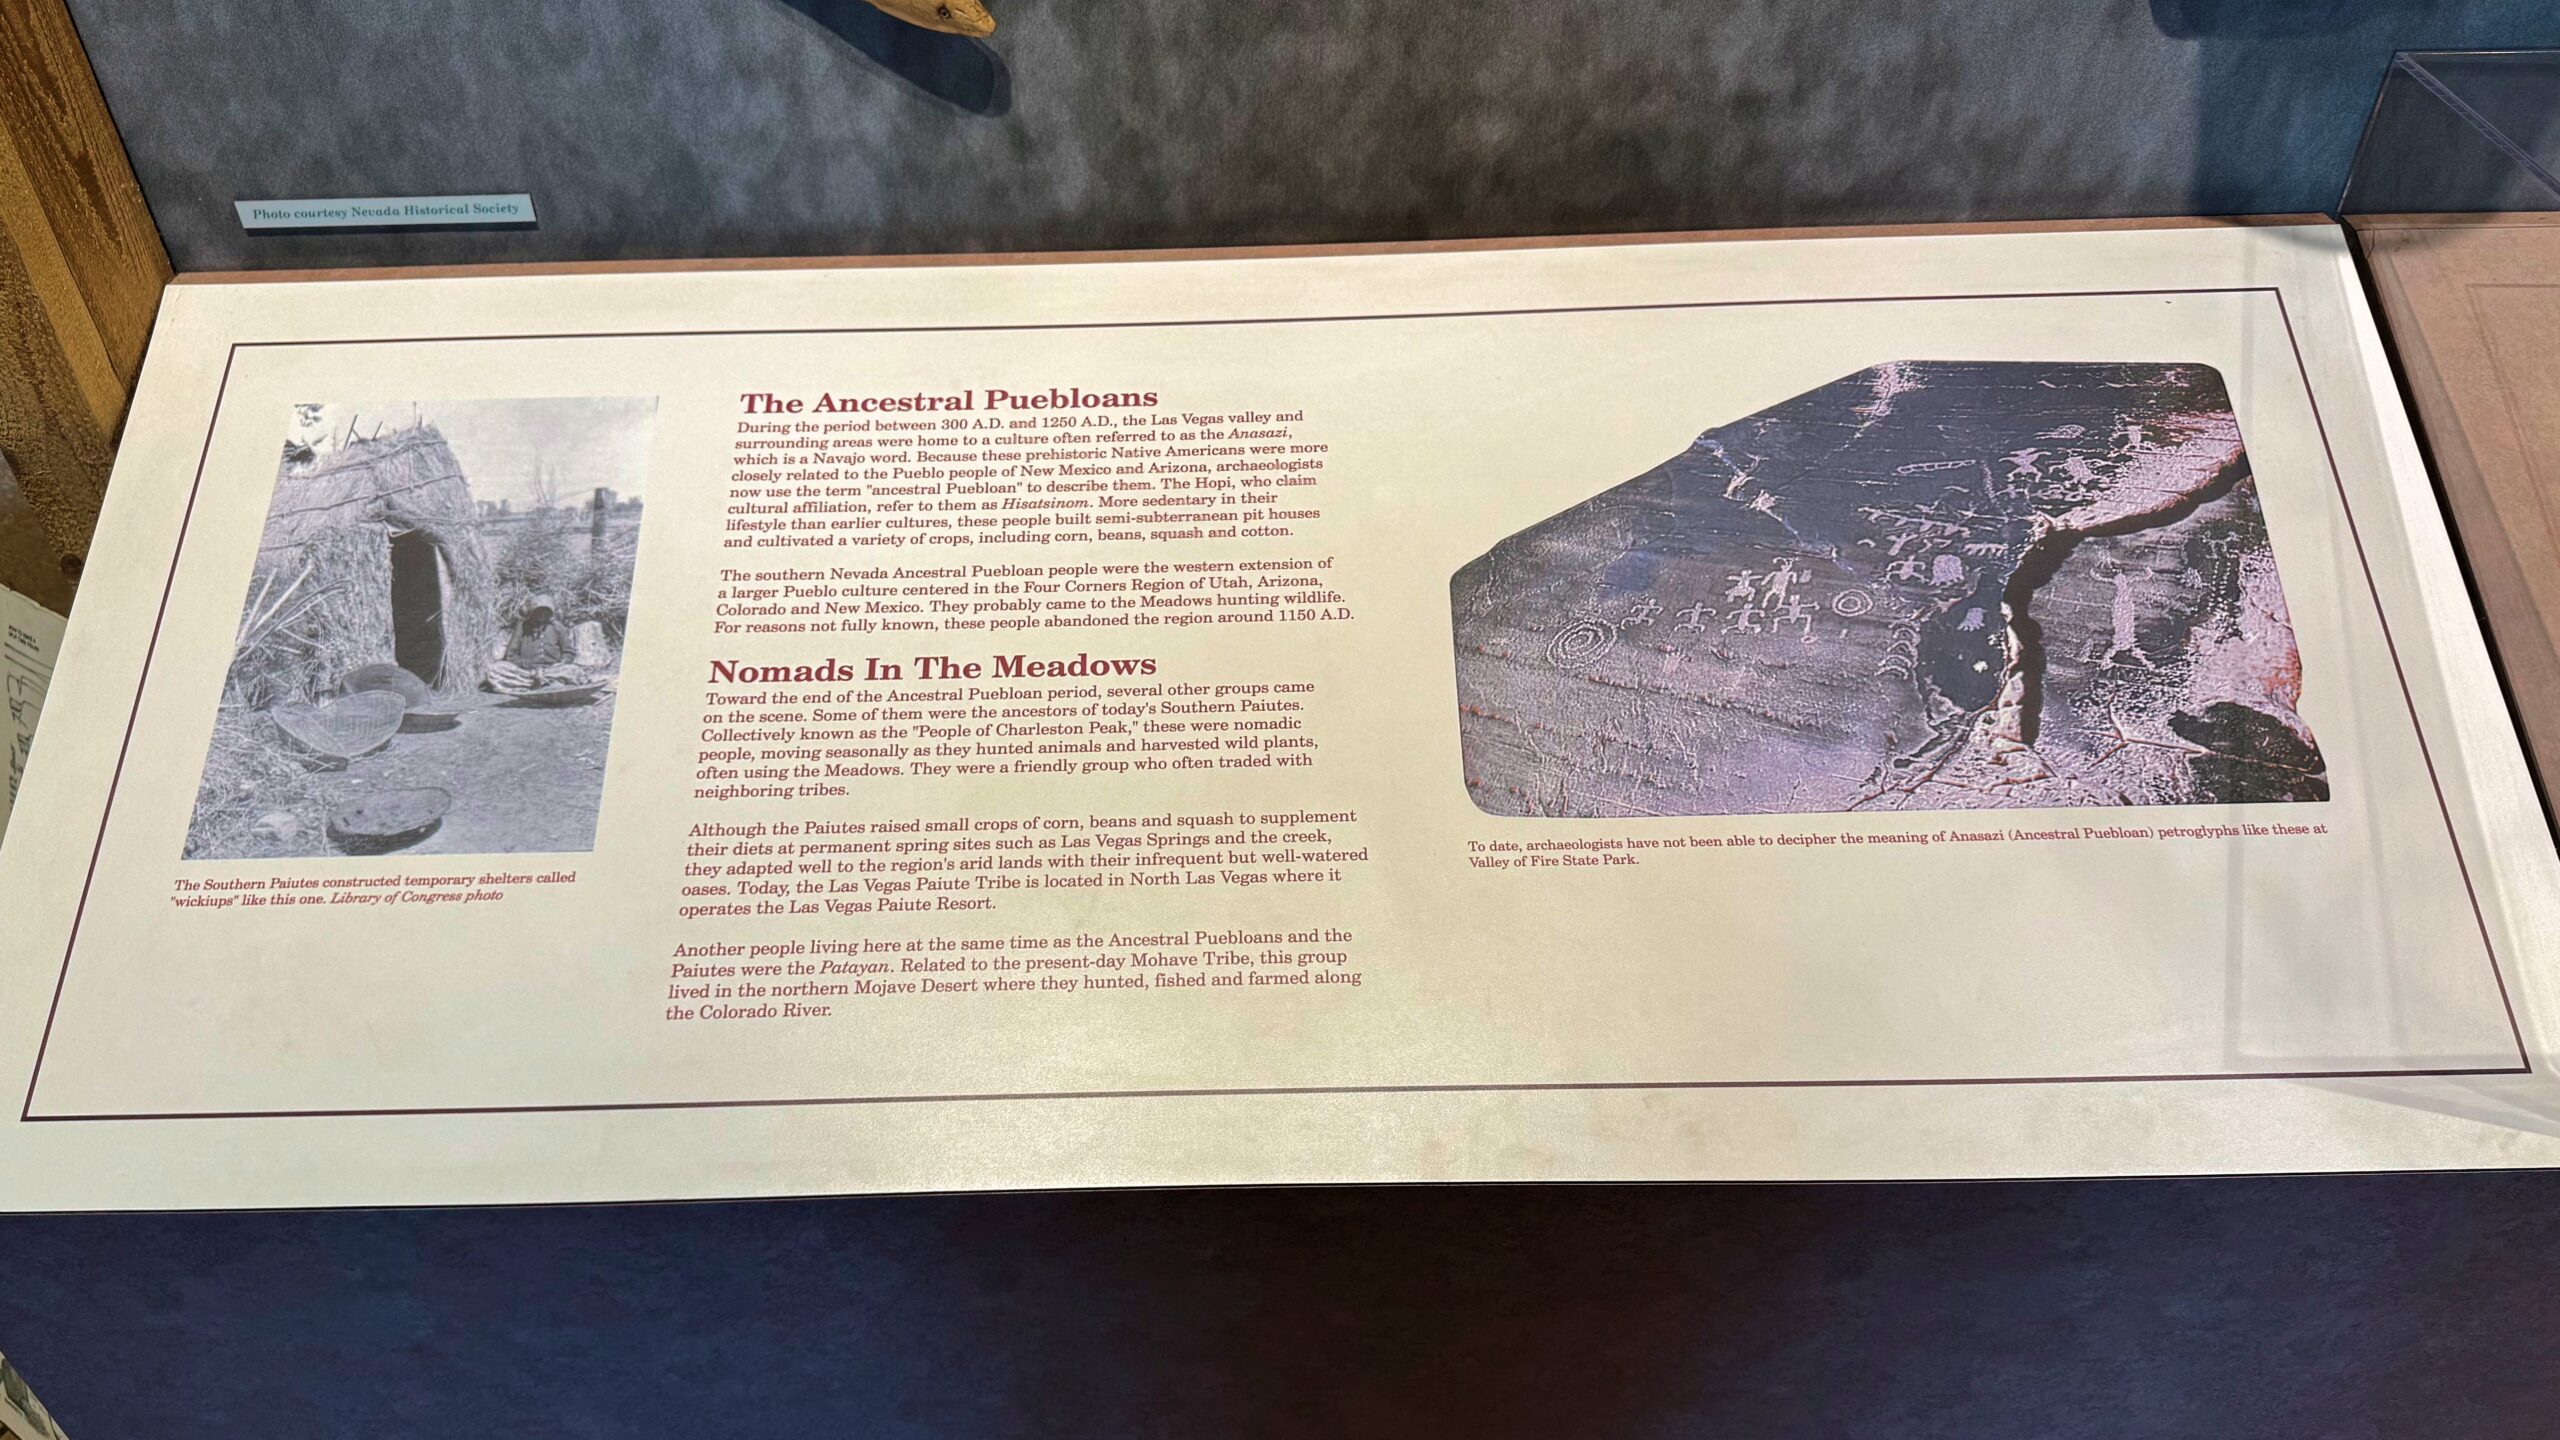 Photo courtesy Nevada Historical Society
The Ancestral Puebloans
During the period between 300 A.D. and 1250 A.D., the Las Vegas valley and
surrounding areas were home to a culture often referred to as the Anasazi,
which is a Navajo word. Because these prehistoric Native Americans were more
closely related to the Pueblo people of New Mexico and Arizona, archaeologists
now use the term "ancestral Puebloan" to describe them. The Hopi, who claim
cultural affiliation, refer to them as Hisatsinom. More sedentary in their
lifestyle than earlier cultures, these people built semi-subterranean pit houses
and cultivated a variety of crops, including corn, beans, squash and cotton.
The southern Nevada Ancestral Puebloan people were the western extension of
a larger Pueblo culture centered in the Four Corners Region of Utah, Arizona,
Colorado and New Mexico. They probably came to the Meadows hunting wildlife.
For reasons not fully known, these people abandoned the region around 1150 A.D.
Nomads In The Meadows
Toward the end of the Ancestral Puebloan period, several other groups came
on the scene. Some of them were the ancestors of today's Southern Paiutes.
Collectively known as the "People of Charleston Peak," these were nomadic
people, moving seasonally as they hunted animals and harvested wild plants,
often using the Meadows. They were a friendly group who often traded with
neighboring tribes.
Although the Paiutes raised small crops of corn, beans and squash to supplement
their diets at permanent spring sites such as Las Vegas Springs and the creek,
they adapted well to the region's arid lands with their infrequent but well-watered
oases. Today, the Las Vegas Paiute Tribe is located in North Las Vegas where it
operates the Las Vegas Paiute Resort.
Another people living here at the same time as the Ancestral Puebloans and the
Paiutes were the Patayan. Related to the present-day Mohave Tribe, this group
lived in the northern Mojave Desert where they hunted, fished and farmed along
the Colorado River.
The Southern Paiutes constructed temporary shelters called
"wickiups" like this one. Library of Congress photo
To date, archaeologists have not been able to decipher the meaning of Anasazi (Ancestral Puebloan) petroglyphs like these at
Valley of Fire State Park.